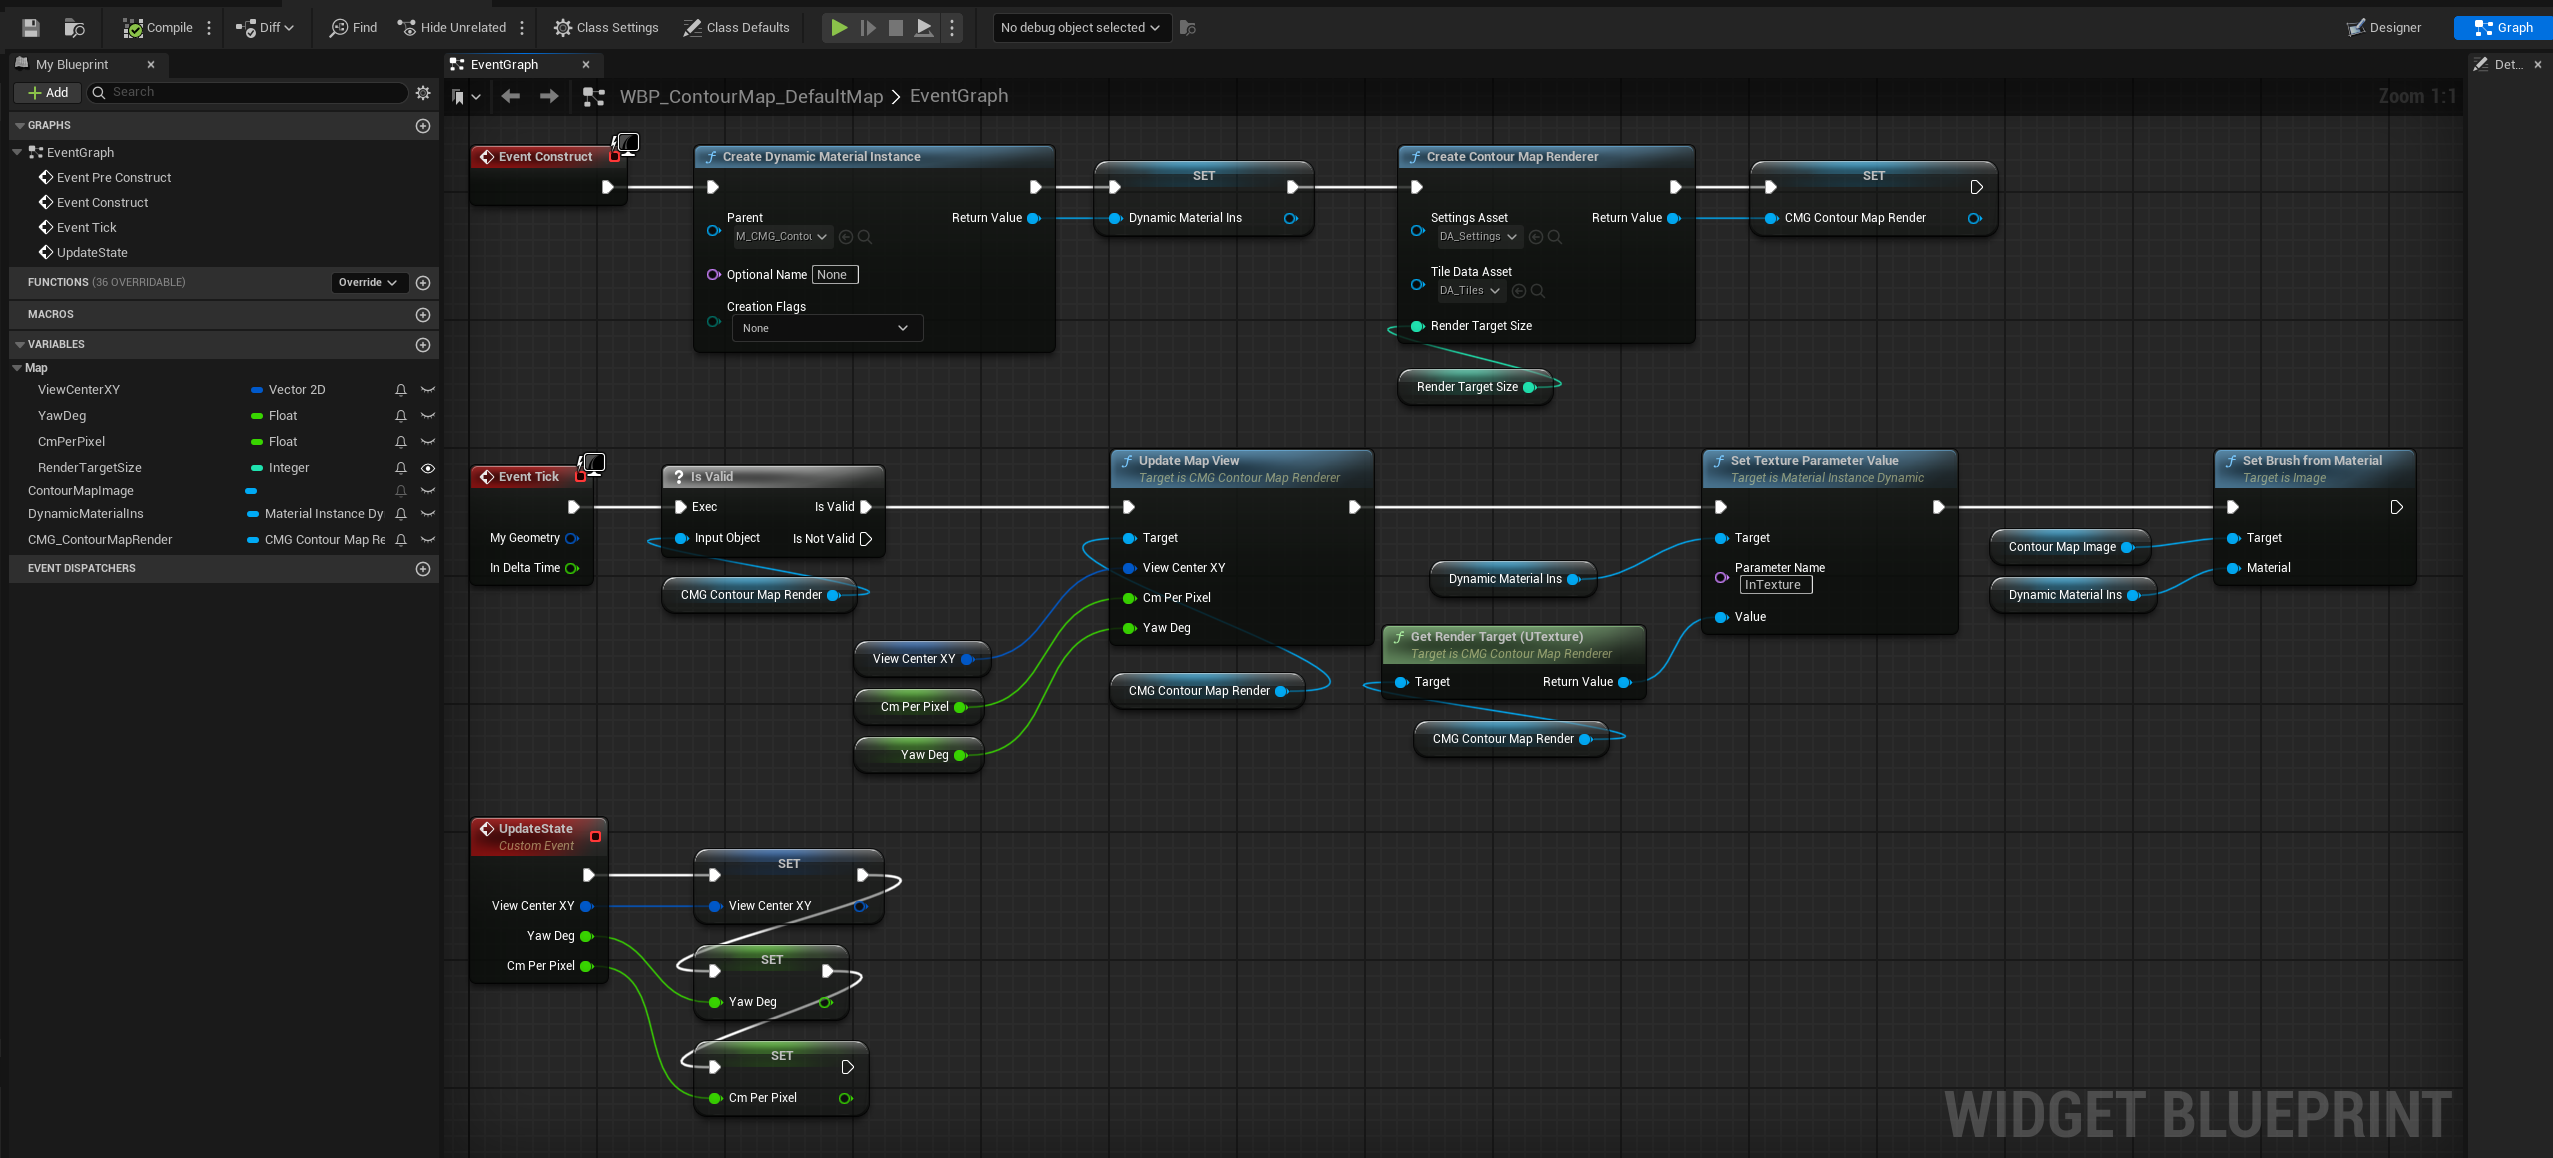 Compile
Diff
Find
Hide Unrelated
Class Settings
Class Defaults
No debug object selected
Designer
Graph
My Blueprint
EventGraph
Det...
Add
Search
WBP_ContourMap_DefaultMap > EventGraph
Zoom 1:1
GRAPHS
EventGraph
Event Pre Construct
Event Construct
Event Tick
UpdateState
FUNCTIONS (36 OVERRIDABLE)
Override
MACROS
VARIABLES
Map
ViewCenterXY Vector 2D
YawDeg Float
CmPerPixel Float
RenderTargetSize Integer
ContourMapImage
DynamicMaterialIns Material Instance Dy
CMG_ContourMapRender CMG Contour Map Re
EVENT DISPATCHERS
Event Construct
Create Dynamic Material Instance
Parent
Return Value
M_CMG_Contou
Optional Name None
Creation Flags
None
SET
Dynamic Material Ins
Create Contour Map Renderer
Settings Asset
Return Value
DA_Settings
Tile Data Asset
DA_Tiles
Render Target Size
Render Target Size
SET
CMG Contour Map Render
Event Tick
My Geometry
In Delta Time
? Is Valid
Exec
Is Valid
Input Object
Is Not Valid
CMG Contour Map Render
View Center XY
Cm Per Pixel
Yaw Deg
Update Map View
Target is CMG Contour Map Renderer
Target
View Center XY
Cm Per Pixel
Yaw Deg
CMG Contour Map Render
Dynamic Material Ins
Get Render Target (UTexture)
Target is CMG Contour Map Renderer
Target
Return Value
CMG Contour Map Render
Set Texture Parameter Value
Target is Material Instance Dynamic
Target
Parameter Name
InTexture
Value
Contour Map Image
Dynamic Material Ins
Set Brush from Material
Target is Image
Target
Material
UpdateState
Custom Event
View Center XY
Yaw Deg
Cm Per Pixel
SET
View Center XY
SET
Yaw Deg
SET
Cm Per Pixel
WIDGET BLUEPRINT